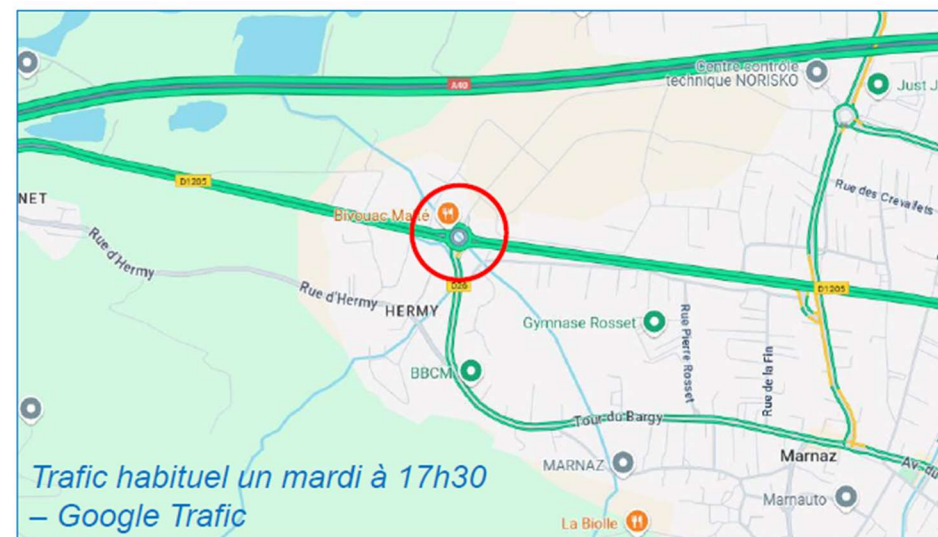 Centre contrôle
technique NORISKO
Just J
A40
D1205
NET
Bivouac Maité
Rue des Crevallets
Rue d'Hermy
Rue d'Hermy
HERMY
D26
D1205
Gymnase Rosset
Rue Pierre Rosset
Rue de la Fin
BBCM
Tour du Bargy
MARNAZ
Marnaz
Av. du
Marnauto
La Biolle
Trafic habituel un mardi à 17h30
– Google Trafic